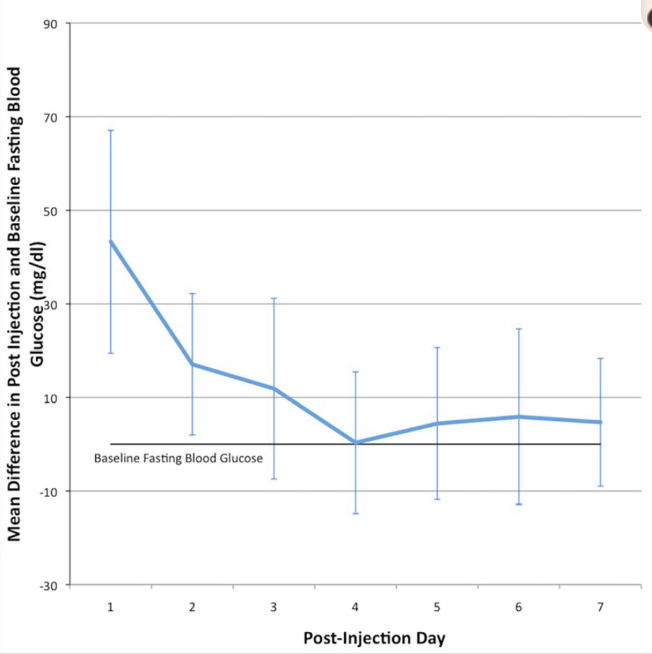 Mean Difference in Post Injection and Baseline Fasting Blood
Glucose (mg/dl)
90
70
50
30
10
-10
-30
Baseline Fasting Blood Glucose
1 2 3 4 5 6 7
Post-Injection Day